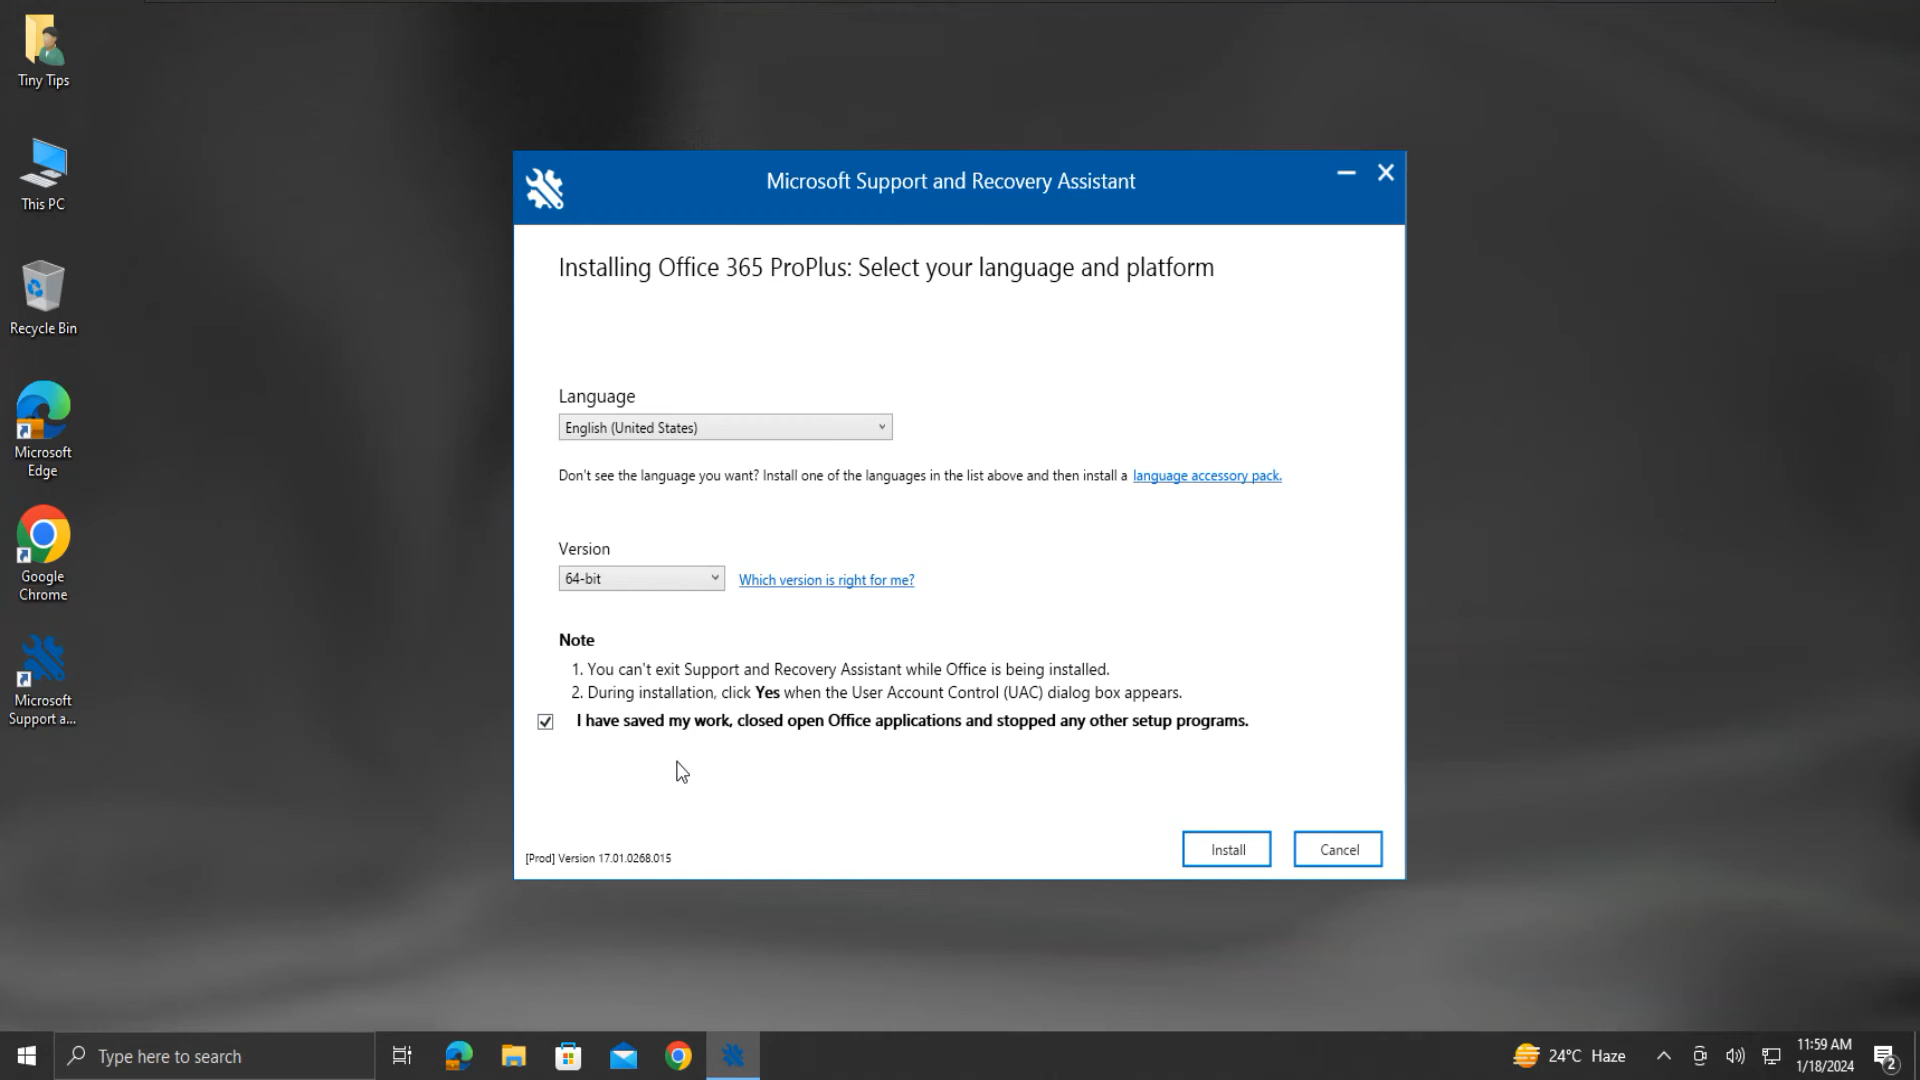 Tiny Tips
This PC
Recycle Bin
Microsoft
Edge
Google
Chrome
Microsoft
Support a...
Microsoft Support and Recovery Assistant
Installing Office 365 ProPlus: Select your language and platform
Language
English (United States)
Don't see the language you want? Install one of the languages in the list above and then install a language accessory pack.
Version
64-bit
Which version is right for me?
Note
1. You can't exit Support and Recovery Assistant while Office is being installed.
2. During installation, click Yes when the User Account Control (UAC) dialog box appears.
I have saved my work, closed open Office applications and stopped any other setup programs.
[Prod] Version 17.01.0268.015
Install
Cancel
Type here to search
24°C Haze
11:59 AM
1/18/2024
2